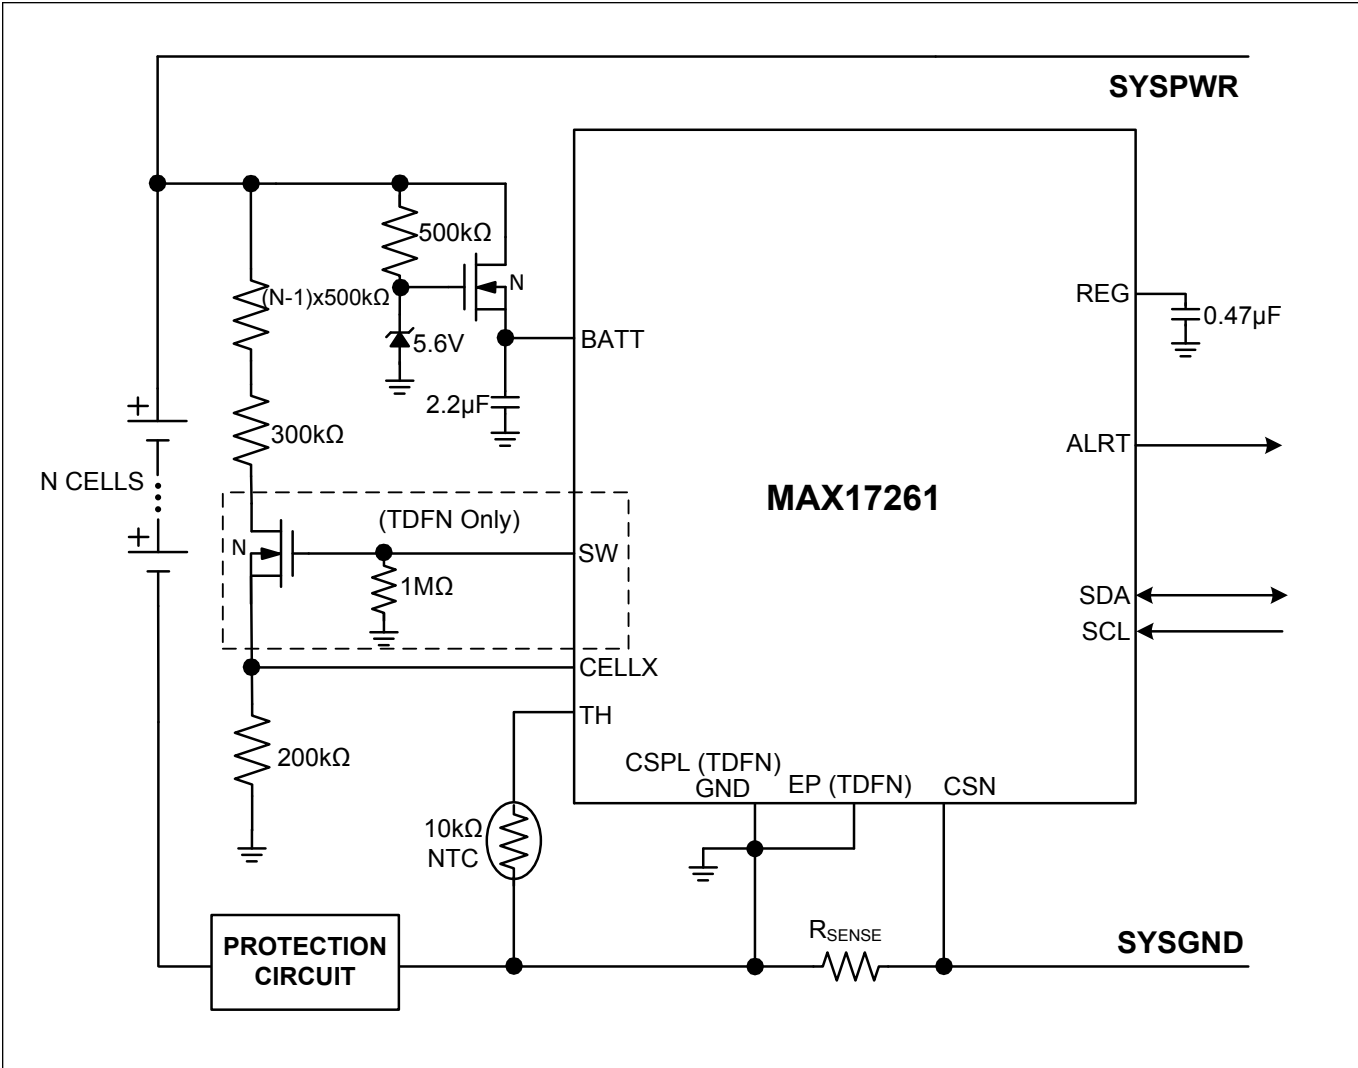 SYSPWR
500kΩ
N
(N-1)x500kΩ
REG
0.47µF
5.6V
BATT
2.2µF
+
300kΩ
ALRT
N CELLS
MAX17261
(TDFN Only)
+
N
SW
1MΩ
SDA
SCL
CELLX
TH
200kΩ
CSPL (TDFN)
GND
EP (TDFN)
CSN
10kΩ
NTC
RSENSE
SYSGND
PROTECTION
CIRCUIT